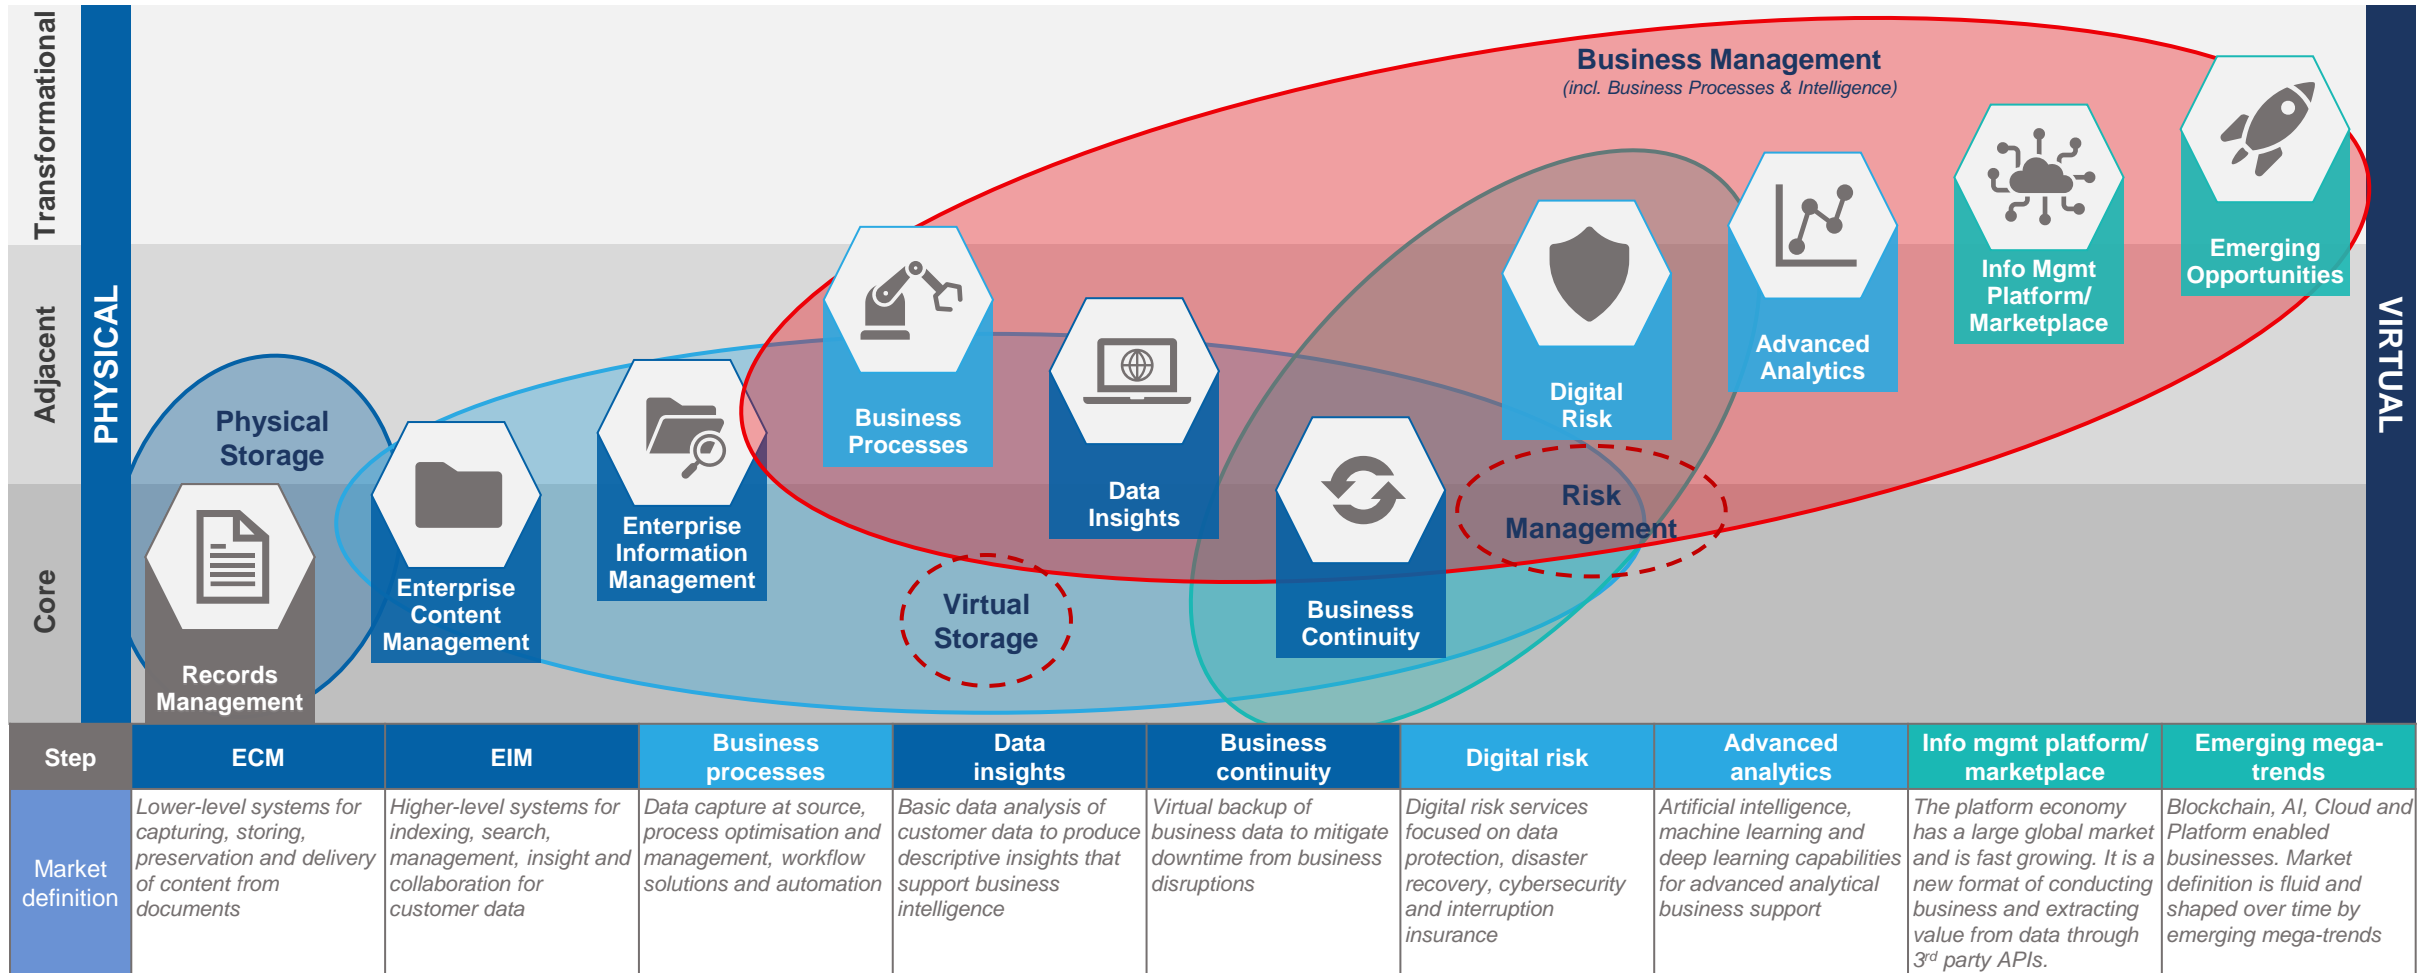 Transformational
Adjacent
Core
PHYSICAL
VIRTUAL
Business Management
(incl. Business Processes & Intelligence)
Physical
Storage
Virtual
Storage
Risk
Management
Records
Management
Enterprise
Content
Management
Enterprise
Information
Management
Business
Processes
Data
Insights
Business
Continuity
Digital
Risk
Advanced
Analytics
Info Mgmt
Platform/
Marketplace
Emerging
Opportunities
Step
ECM
EIM
Business
processes
Data
insights
Business
continuity
Digital risk
Advanced
analytics
Info mgmt platform/
marketplace
Emerging mega-
trends
Market
definition
Lower-level systems for
capturing, storing,
preservation and delivery
of content from
documents
Higher-level systems for
indexing, search,
management, insight and
collaboration for
customer data
Data capture at source,
process optimisation and
management, workflow
solutions and automation
Basic data analysis of
customer data to produce
descriptive insights that
support business
intelligence
Virtual backup of
business data to mitigate
downtime from business
disruptions
Digital risk services
focused on data
protection, disaster
recovery, cybersecurity
and interruption
insurance
Artificial intelligence,
machine learning and
deep learning capabilities
for advanced analytical
business support
The platform economy
has a large global market
and is fast growing. It is a
new format of conducting
business and extracting
value from data through
3rd party APIs.
Blockchain, AI, Cloud and
Platform enabled
businesses. Market
definition is fluid and
shaped over time by
emerging mega-trends